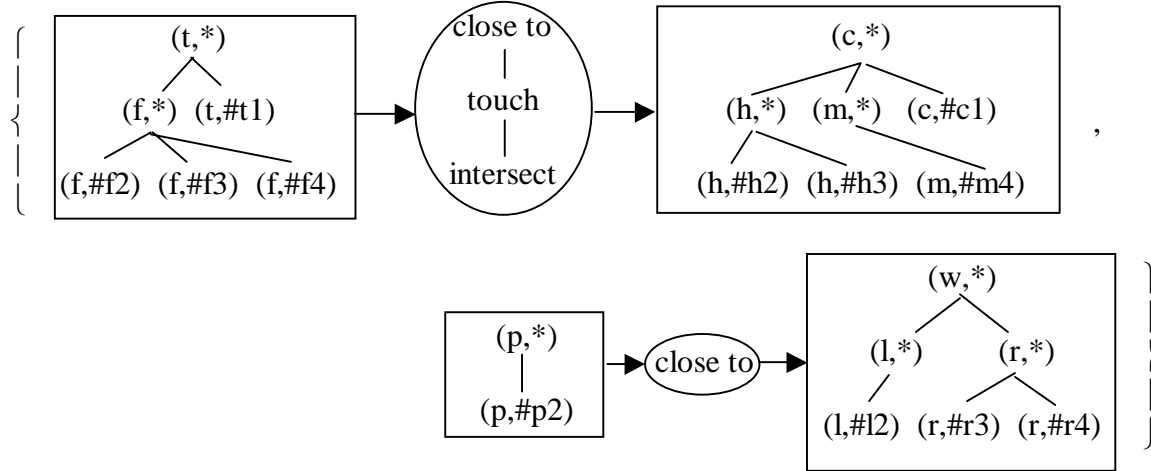 close to
(t,*)
(c,*)
touch
(f,*) (t,#t1)
(h,*) (m,*) (c,#c1)
,
intersect
(f,#f2) (f,#f3) (f,#f4)
(h,#h2) (h,#h3) (m,#m4)
(w,*)
(p,*)
close to
(l,*) (r,*)
(p,#p2)
(l,#l2) (r,#r3) (r,#r4)